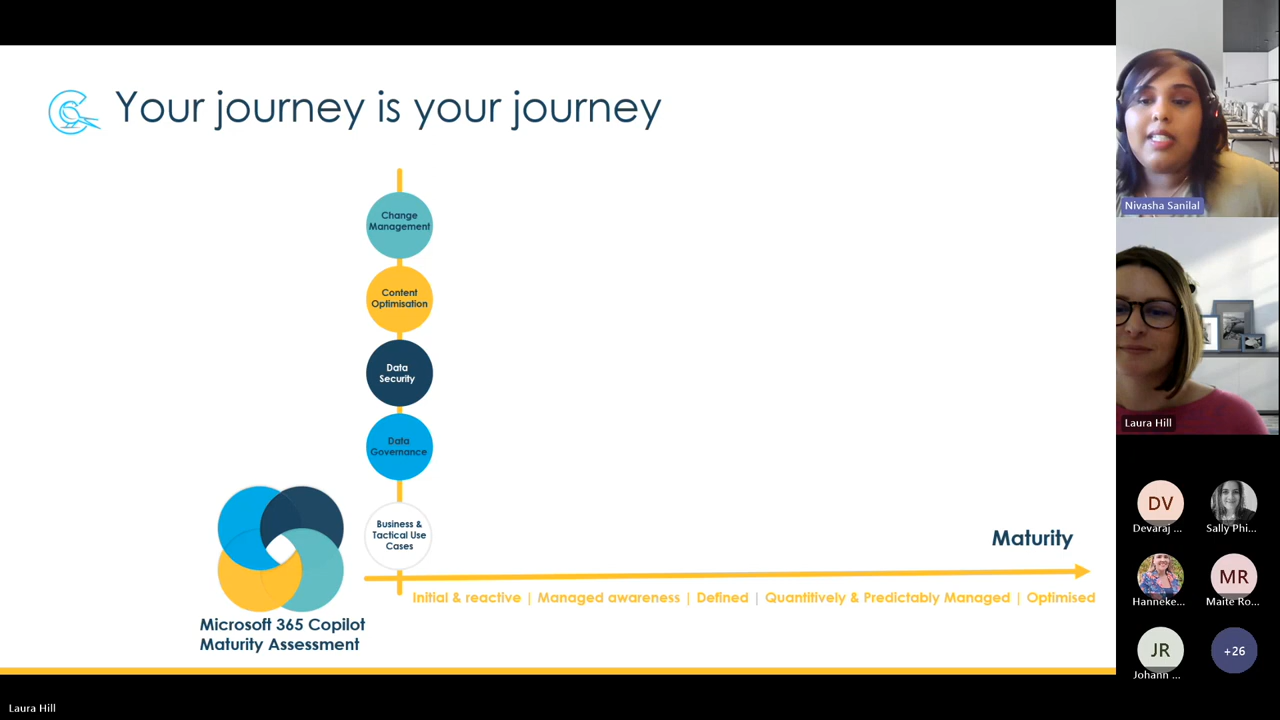 Your journey is your journey
Change
Management
Content
Optimisation
Data
Security
Data
Governance
Business &
Tactical Use
Cases
Maturity
Initial & reactive | Managed awareness | Defined | Quantitively & Predictably Managed | Optimised
Microsoft 365 Copilot
Maturity Assessment
Nivasha Sanilal
Laura Hill
DV
Devaraj ...
Sally Phi...
Hanneke...
MR
Maite Ro...
JR
Johann ...
+26
Laura Hill